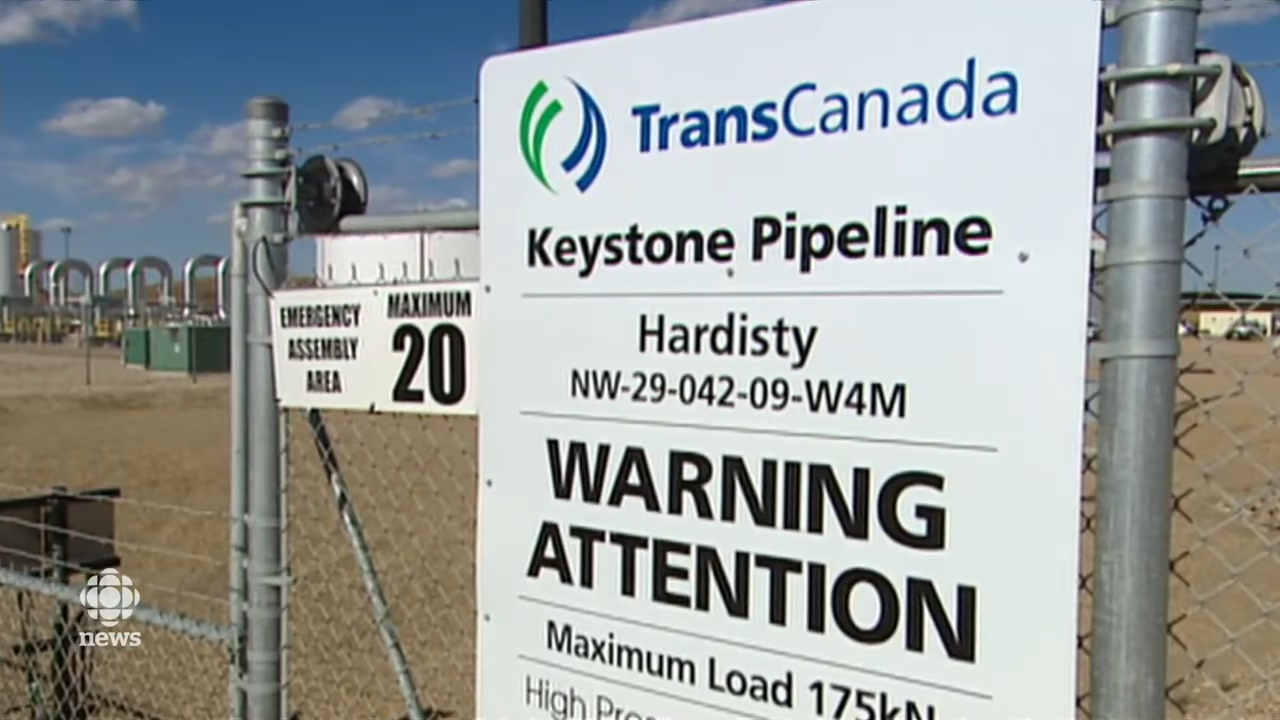 TransCanada
Keystone Pipeline
Hardisty
NW-29-042-09-W4M
WARNING
ATTENTION
Maximum Load 175kN
High
EMERGENCY
ASSEMBLY
AREA
MAXIMUM
20
news